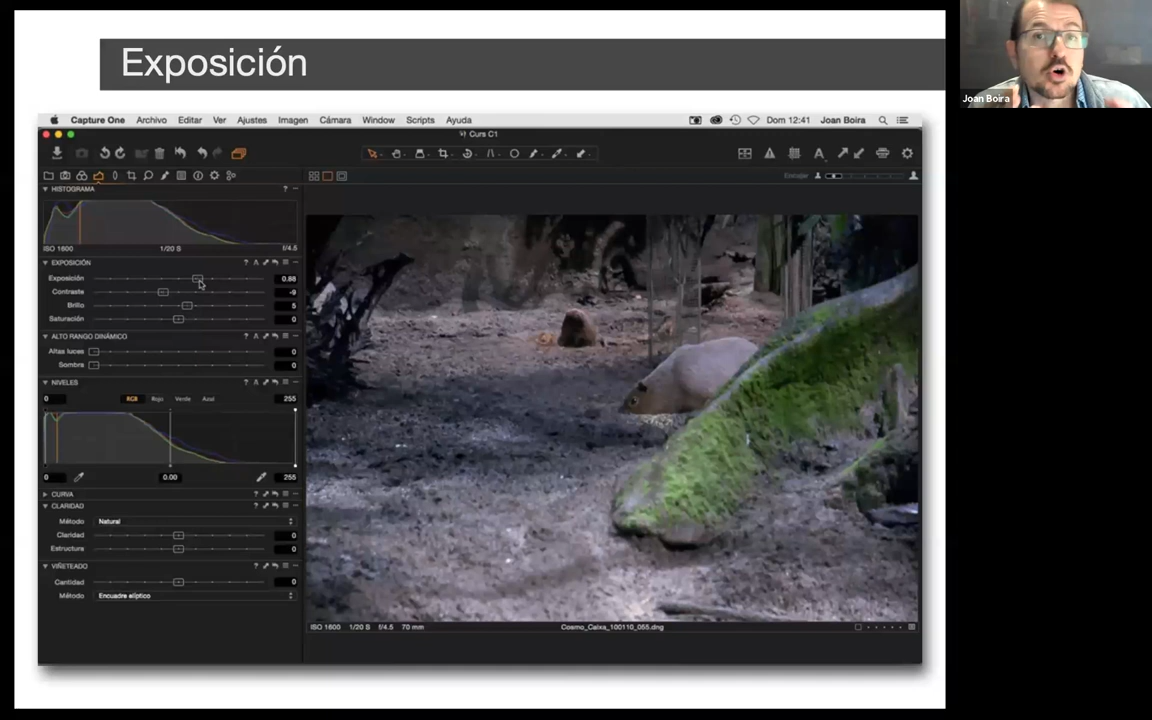 Exposición
Joan Boira
Capture One Archivo Editar Ver Ajustes Imagen Cámara Window Scripts Ayuda Dom 12:41 Joan Boira
Curs C1
Encajar
HISTOGRAMA
ISO 1600 1/20 S f/4.5
EXPOSICIÓN
Exposición 0.88
Contraste -9
Brillo 5
Saturación 0
ALTO RANGO DINÁMICO
Altas luces 0
Sombra 0
NIVELES
0 RGB Rojo Verde Azul 255
0 0.00 255
CURVA
CLARIDAD
Método Natural
Claridad 0
Estructura 0
VIÑETEADO
Cantidad 0
Método Encuadre elíptico
ISO 1600 1/20 S f/4.5 70 mm Cosmo_Caixa_100110_055.dng